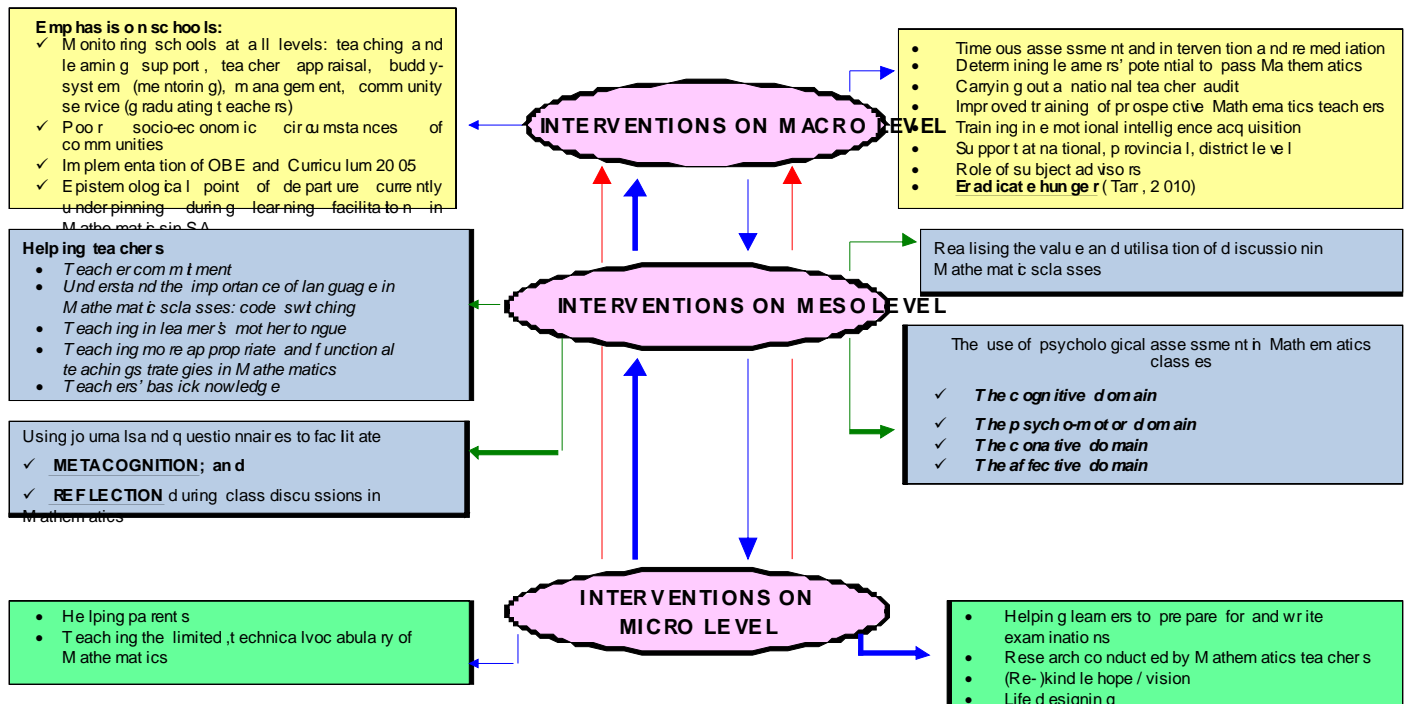 Emphasis on schools:
✓ Monitoring schools at all levels: teaching and
learning support, teacher appraisal, buddy-
system (mentoring), management, community
service (graduating teachers)
✓ Poor socio-economic circumstances of
communities
✓ Implementation of OBE and Curriculum 2005
✓ Epistemological point of departure currently
underpinning during learning facilitaton in
Mathematics in SA
INTERVENTIONS ON MACRO LEVEL
• Timeous assessment and intervention and remediation
• Determining learners' potential to pass Mathematics
• Carrying out a national teacher audit
• Improved training of prospective Mathematics teachers
• Training in emotional intelligence acquisition
• Support at national, provincial, district level
• Role of subject advisors
• Eradicate hunger (Tarr, 2010)
Helping teachers
• Teacher commitment
• Understand the importance of language in
Mathematics classes: code switching
• Teaching in learner's mother tongue
• Teaching more appropriate and functional
teaching strategies in Mathematics
• Teachers' basic knowledge
INTERVENTIONS ON MESO LEVEL
Realising the value and utilisation of discussion in
Mathematics classes
The use of psychological assessment in Mathematics
classes
✓ The cognitive domain
✓ The psycho-motor domain
✓ The conative domain
✓ The affective domain
Using journals and questionnaires to facilitate
✓ METACOGNITION; and
✓ REFLECTION during class discussions in
Mathematics
INTERVENTIONS ON
MICRO LEVEL
• Helping parents
• Teaching the limited, technical vocabulary of
Mathematics
• Helping learners to prepare for and write
examinations
• Research conducted by Mathematics teachers
• (Re-)kindle hope / vision
• Life designing